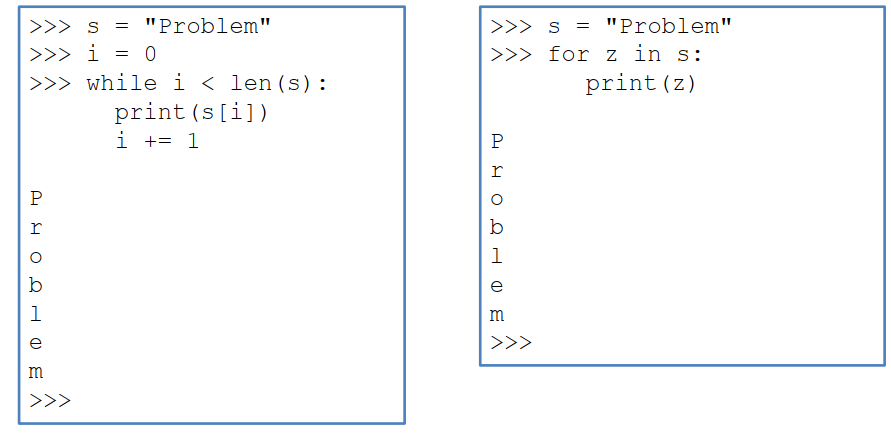 >>> s = "Problem"
>>> i = 0
>>> while i < len(s):
      print(s[i])
      i += 1

P
r
o
b
l
e
m
>>>

>>> s = "Problem"
>>> for z in s:
      print(z)

P
r
o
b
l
e
m
>>>